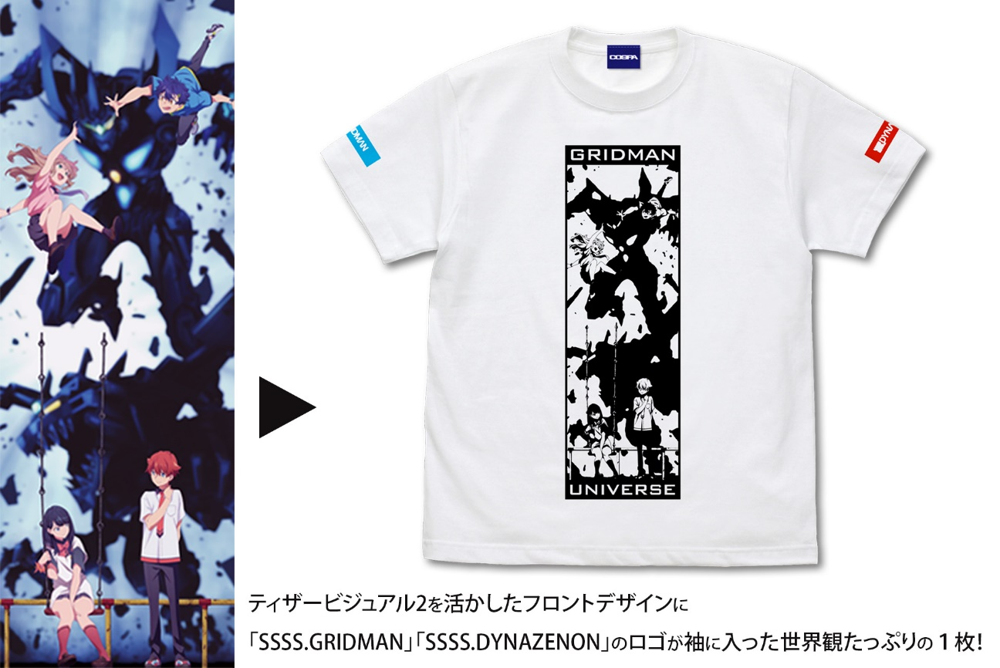 COSPA
GRIDMAN
UNIVERSE
ティザービジュアル2を活かしたフロントデザインに
「SSSS.GRIDMAN」「SSSS.DYNAZENON」のロゴが袖に入った世界観たっぷりの1枚!